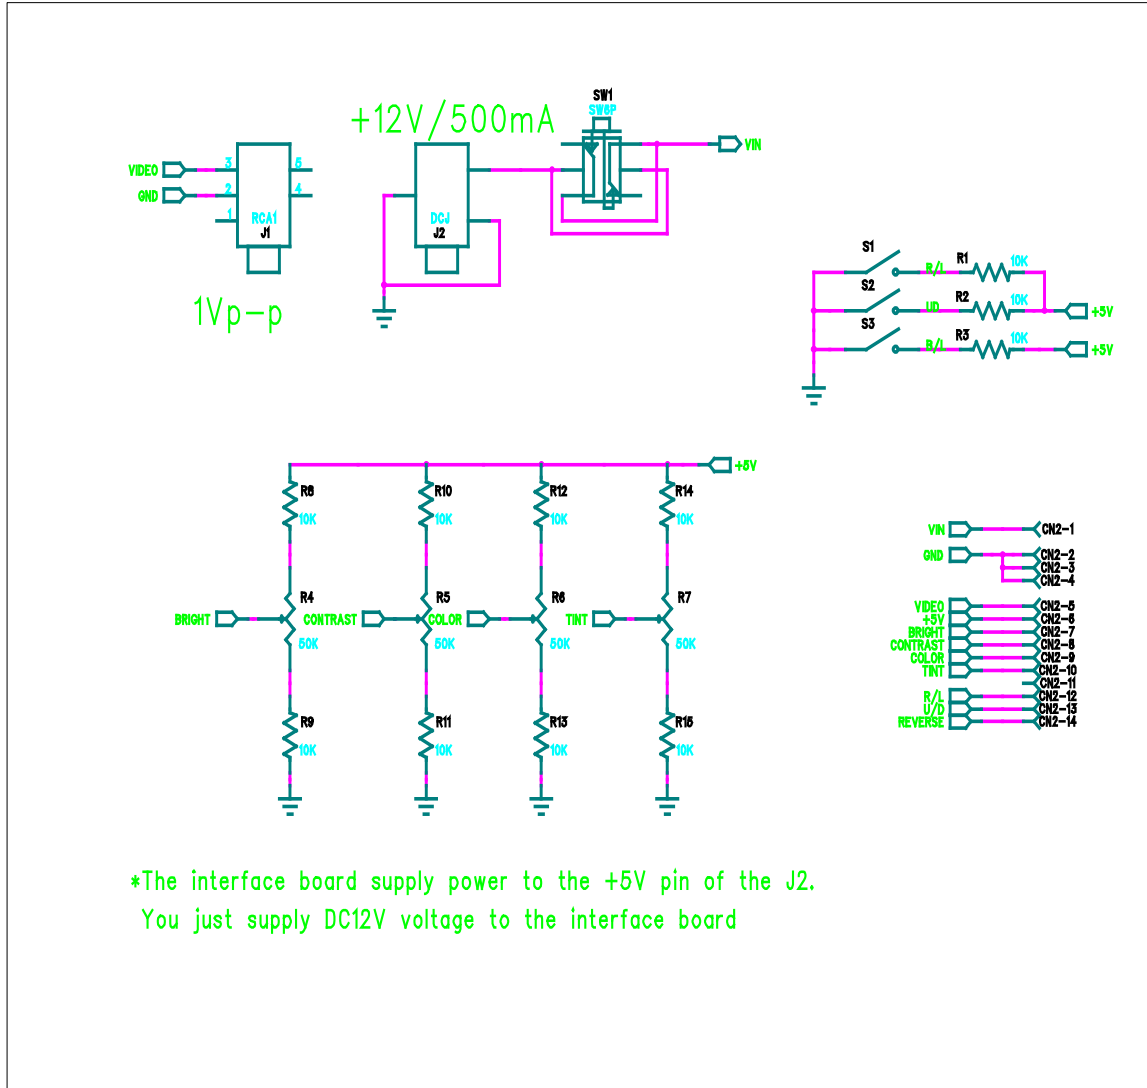 +12V/500mA
SW1
SW6P
VIN
VIDEO
GND
3
2
1
5
4
RCA1
J1
DCJ
J2
1Vp-p
S1
R/L
R1
10K
S2
UD
R2
10K
+5V
S3
R/L
R3
10K
+5V
+5V
R8
10K
R10
10K
R12
10K
R14
10K
BRIGHT
R4
50K
CONTRAST
R5
50K
COLOR
R6
50K
TINT
R7
50K
R9
10K
R11
10K
R13
10K
R15
10K
VIN CN2-1
GND CN2-2
CN2-3
CN2-4
VIDEO CN2-5
+5V CN2-6
BRIGHT CN2-7
CONTRAST CN2-8
COLOR CN2-9
TINT CN2-10
CN2-11
R/L CN2-12
U/D CN2-13
REVERSE CN2-14
*The interface board supply power to the +5V pin of the J2.
You just supply DC12V voltage to the interface board